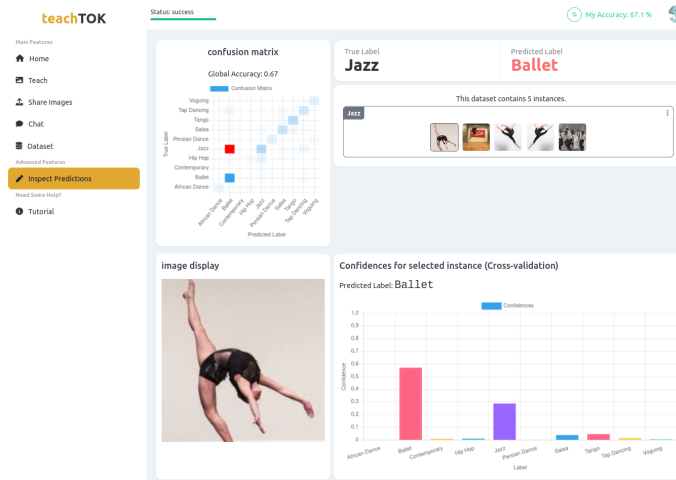 teachTOK
Main Features
Home
Teach
Share Images
Chat
Dataset
Advanced Features
Inspect Predictions
Need Some Help?
Tutorial
Status: success
My Accuracy: 67.1 %
confusion matrix
Global Accuracy: 0.67
Confusion Matrix
True Label
Voguing
Tap Dancing
Tango
Salsa
Persian Dance
Jazz
Hip Hop
Contemporary
Ballet
African Dance
African Dance
Ballet
Contemporary
Hip Hop
Jazz
Persian Dance
Salsa
Tango
Tap Dancing
Voguing
Predicted Label
True Label
Jazz
Predicted Label
Ballet
This dataset contains 5 instances.
Jazz
image display
Confidences for selected instance (Cross-validation)
Predicted Label: Ballet
Confidences
Confidence
1,0
0,9
0,8
0,7
0,6
0,5
0,4
0,3
0,2
0,1
0
African Dance
Ballet
Contemporary
Hip Hop
Jazz
Persian Dance
Salsa
Tango
Tap Dancing
Voguing
Label